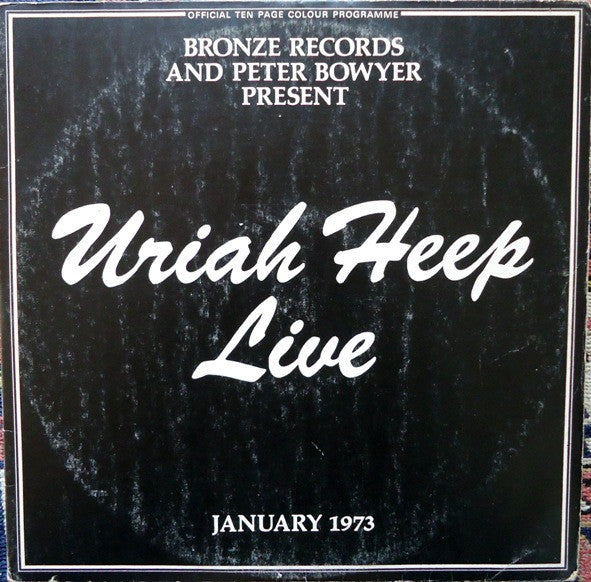 OFFICIAL TEN PAGE COLOUR PROGRAMME
BRONZE RECORDS
AND PETER BOWYER
PRESENT
Uriah Heep
Live
JANUARY 1973